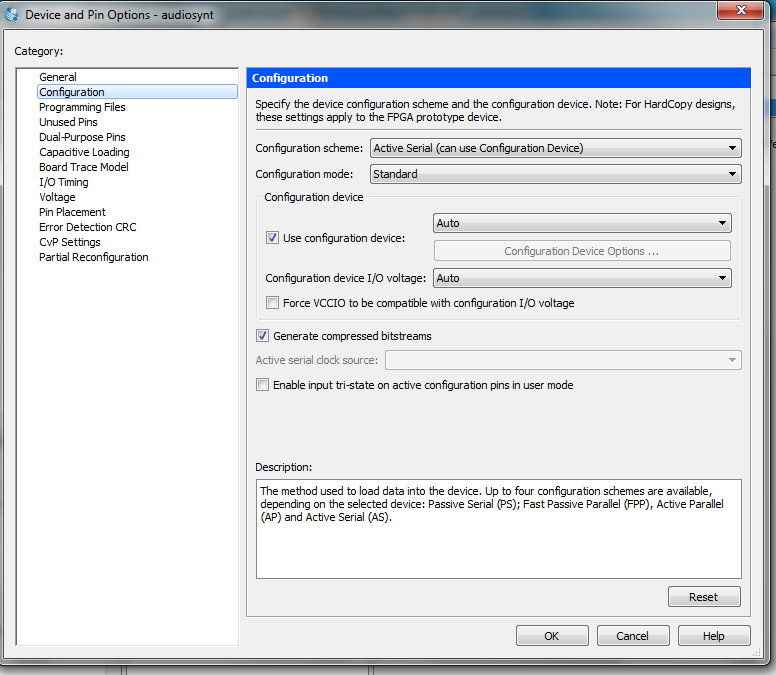 Device and Pin Options - audiosynt
Category:
General
Configuration
Programming Files
Unused Pins
Dual-Purpose Pins
Capacitive Loading
Board Trace Model
I/O Timing
Voltage
Pin Placement
Error Detection CRC
CvP Settings
Partial Reconfiguration
Configuration
Specify the device configuration scheme and the configuration device. Note: For HardCopy designs,
these settings apply to the FPGA prototype device.
Configuration scheme: Active Serial (can use Configuration Device)
Configuration mode: Standard
Configuration device
Auto
Use configuration device:
Configuration Device Options ...
Configuration device I/O voltage: Auto
Force VCCIO to be compatible with configuration I/O voltage
Generate compressed bitstreams
Active serial clock source:
Enable input tri-state on active configuration pins in user mode
Description:
The method used to load data into the device. Up to four configuration schemes are available,
depending on the selected device: Passive Serial (PS); Fast Passive Parallel (FPP), Active Parallel
(AP) and Active Serial (AS).
Reset
OK Cancel Help